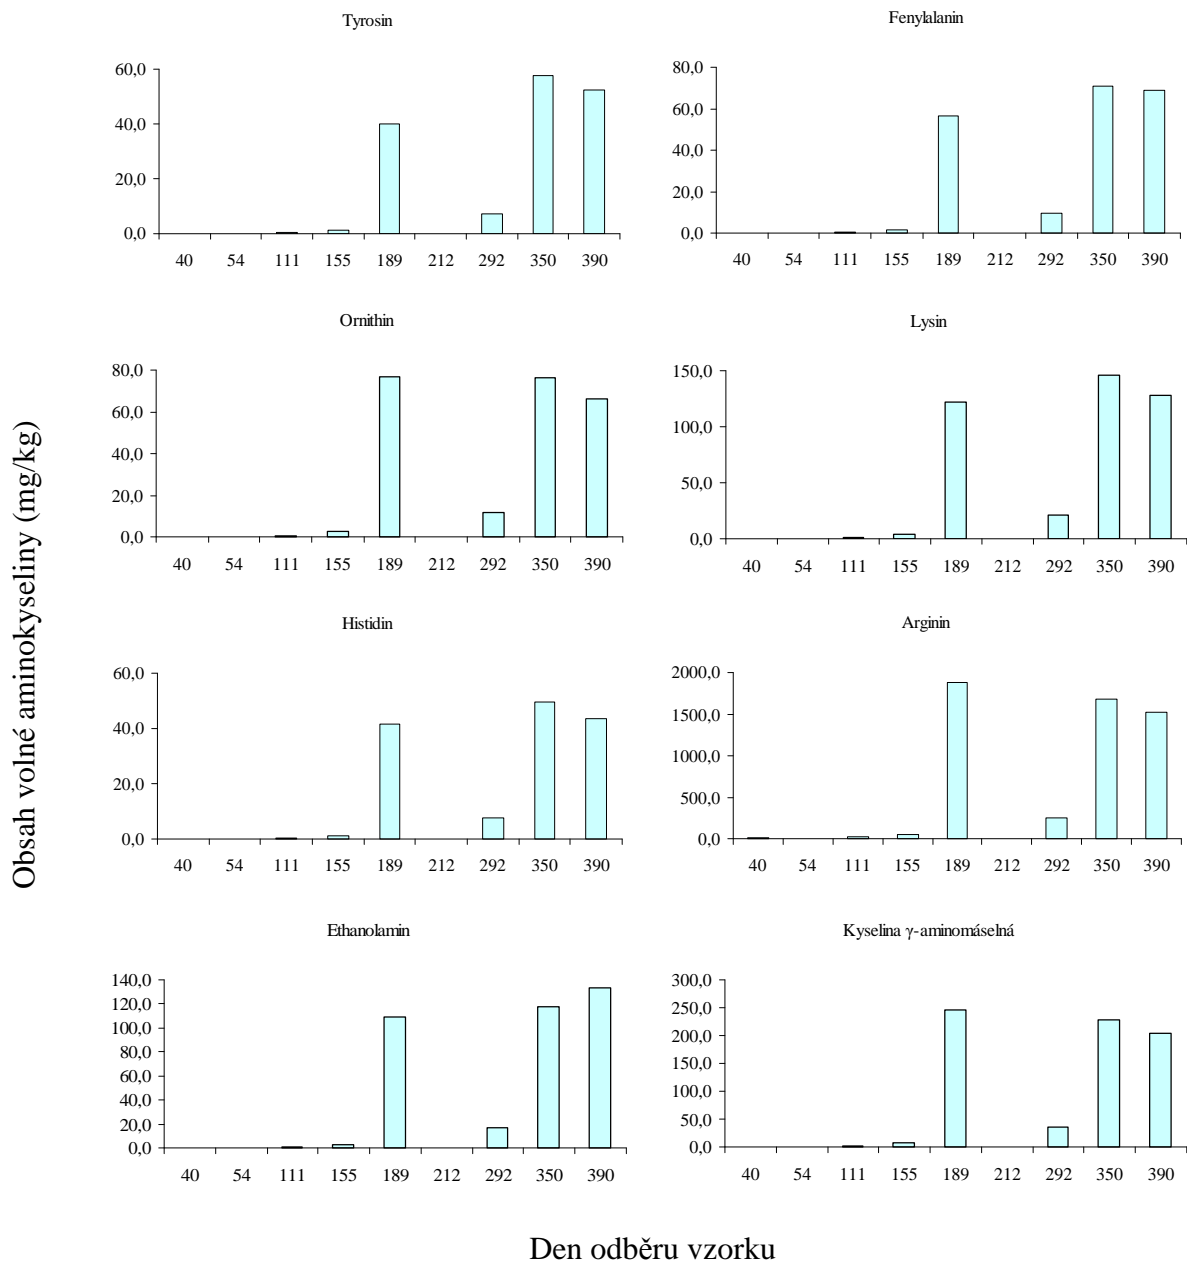 Tyrosin
60,0
40,0
20,0
0,0
40 54 111 155 189 212 292 350 390
Fenylalanin
80,0
60,0
40,0
20,0
0,0
40 54 111 155 189 212 292 350 390
Ornithin
80,0
60,0
40,0
20,0
0,0
40 54 111 155 189 212 292 350 390
Lysin
150,0
100,0
50,0
0,0
40 54 111 155 189 212 292 350 390
Obsah volné aminokyseliny (mg/kg)
Histidin
60,0
40,0
20,0
0,0
40 54 111 155 189 212 292 350 390
Arginin
2000,0
1500,0
1000,0
500,0
0,0
40 54 111 155 189 212 292 350 390
Ethanolamin
140,0
120,0
100,0
80,0
60,0
40,0
20,0
0,0
40 54 111 155 189 212 292 350 390
Kyselina γ-aminomáselná
300,0
250,0
200,0
150,0
100,0
50,0
0,0
40 54 111 155 189 212 292 350 390
Den odběru vzorku